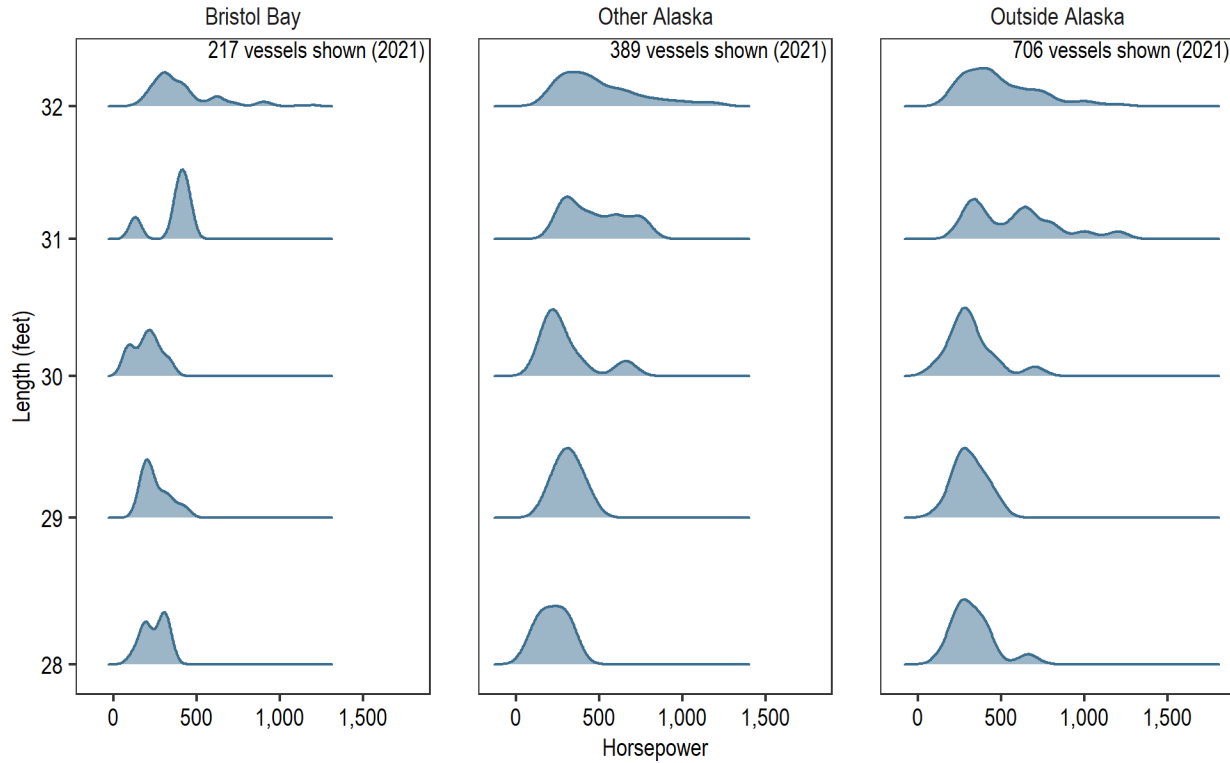 Bristol Bay
Other Alaska
Outside Alaska
217 vessels shown (2021)
389 vessels shown (2021)
706 vessels shown (2021)
Length (feet)
32
31
30
29
28
0 500 1,000 1,500
0 500 1,000 1,500
0 500 1,000 1,500
Horsepower